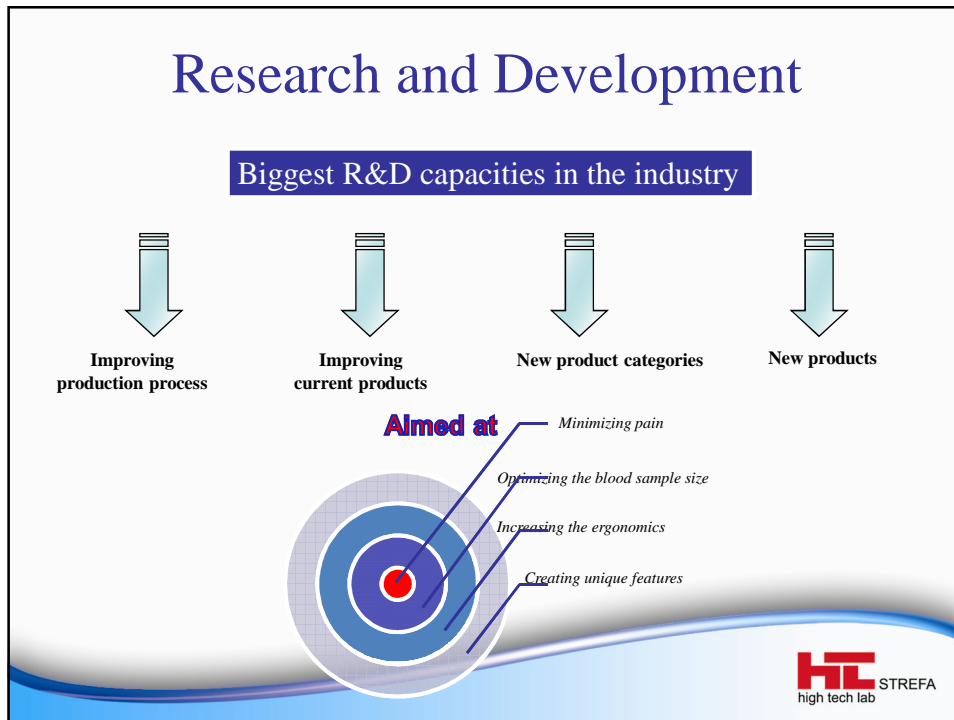 Research and Development
Biggest R&D capacities in the industry
Improving
production process
Improving
current products
New product categories
New products
Aimed at
Minimizing pain
Optimizing the blood sample size
Increasing the ergonomics
Creating unique features
HTL STREFA
high tech lab